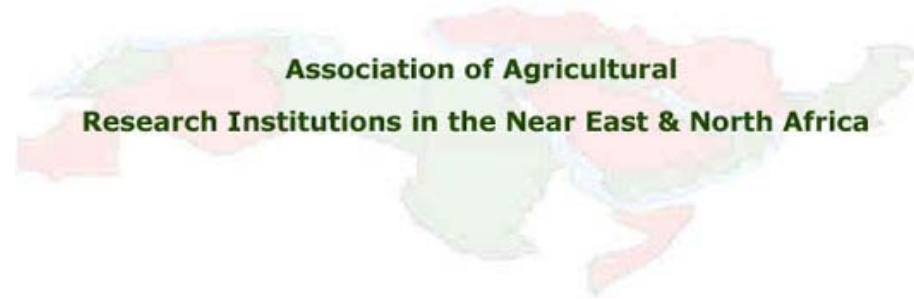 Association of Agricultural
Research Institutions in the Near East & North Africa